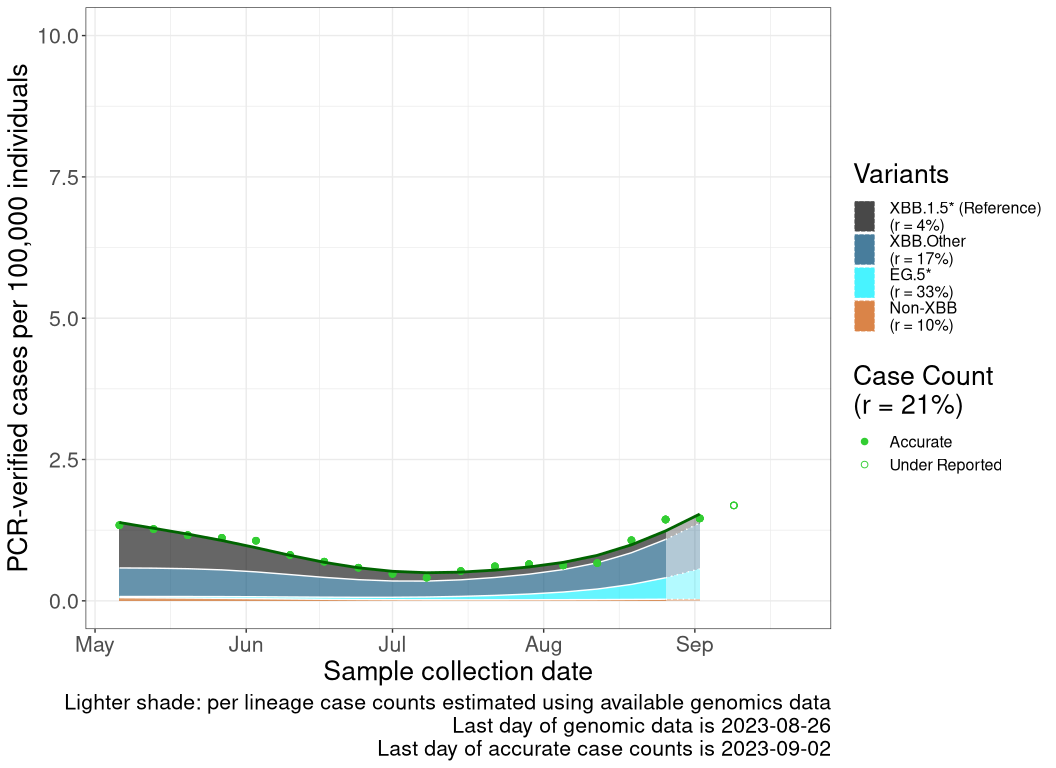 PCR-verified cases per 100,000 individuals
10.0
7.5
5.0
2.5
0.0
May Jun Jul Aug Sep
Sample collection date
Lighter shade: per lineage case counts estimated using available genomics data
Last day of genomic data is 2023-08-26
Last day of accurate case counts is 2023-09-02
Variants
XBB.1.5* (Reference)
(r = 4%)
XBB.Other
(r = 17%)
EG.5*
(r = 33%)
Non-XBB
(r = 10%)
Case Count
(r = 21%)
Accurate
Under Reported